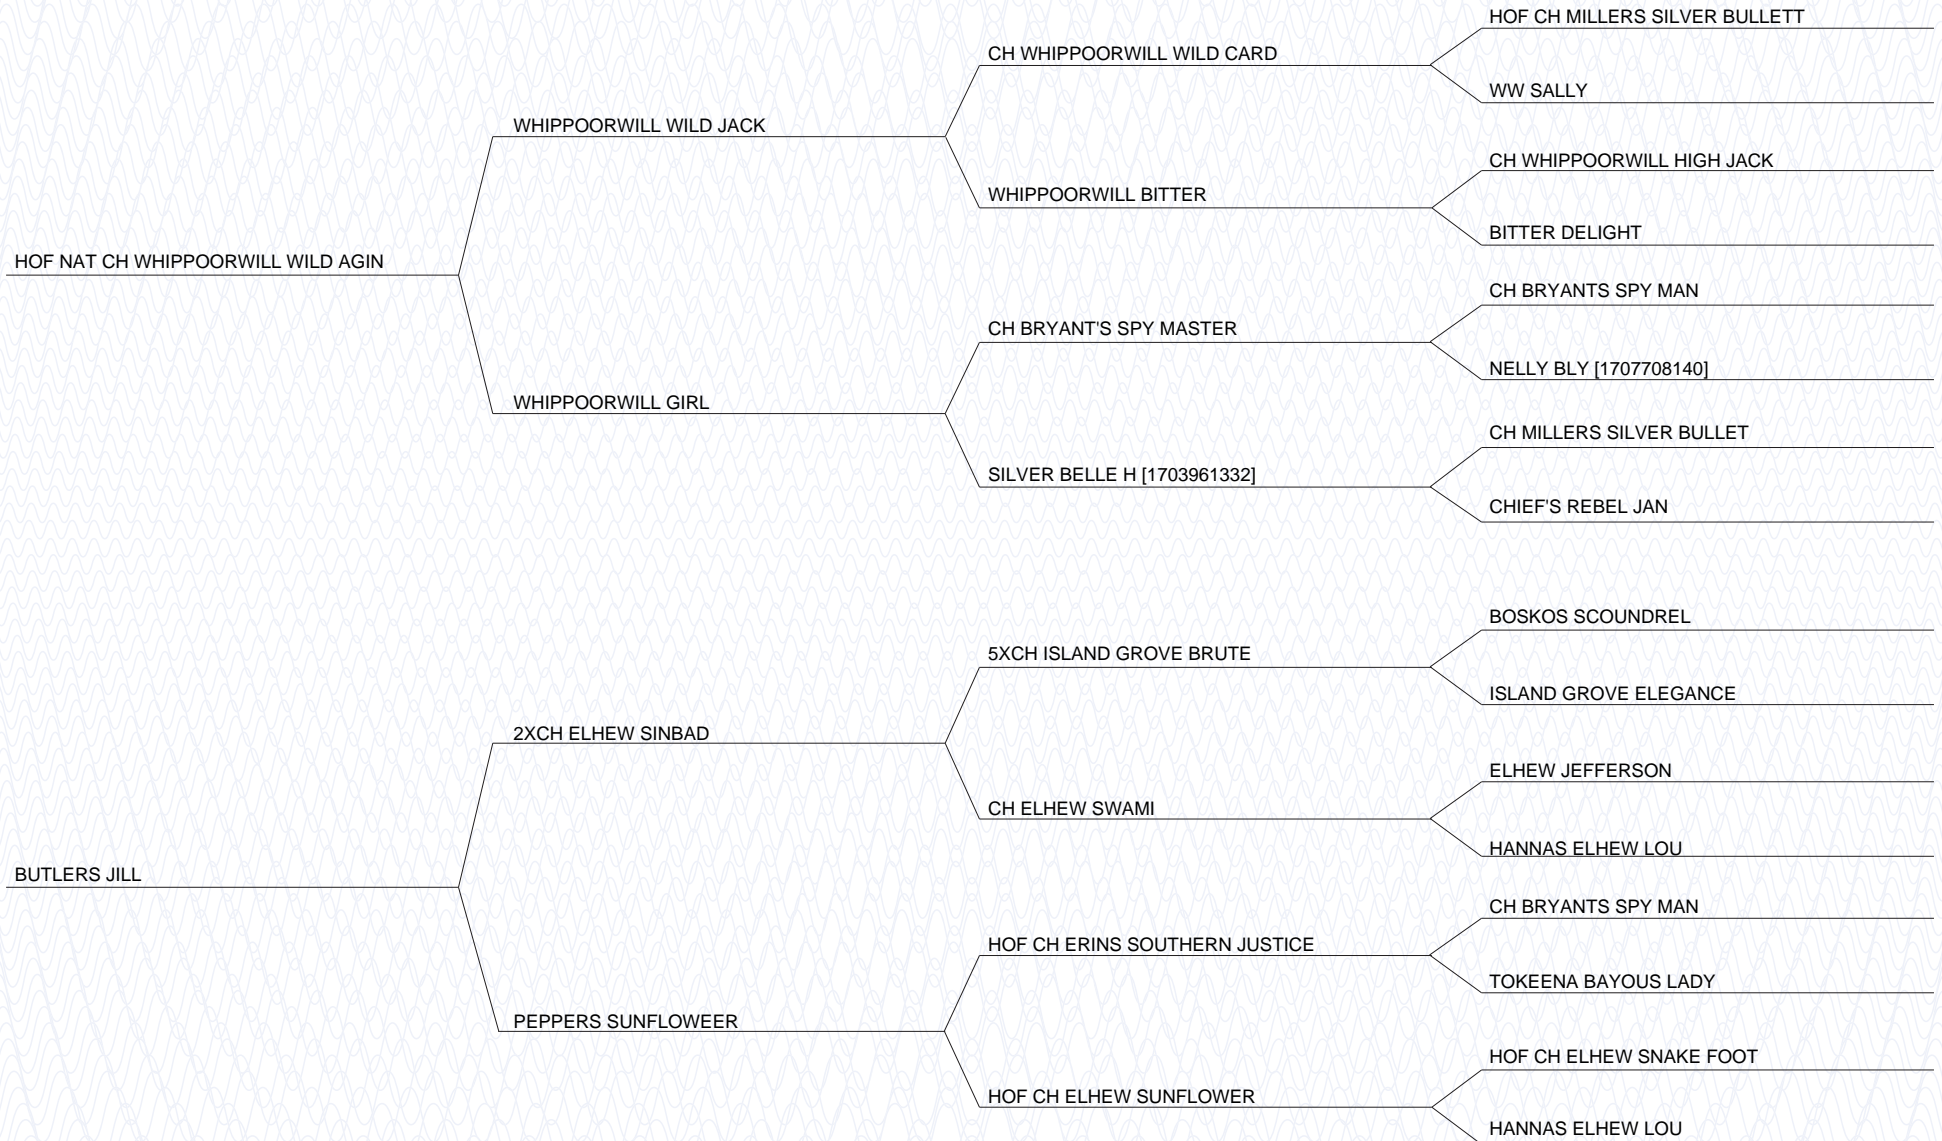 HOF CH MILLERS SILVER BULLETT
CH WHIPPOORWILL WILD CARD
WW SALLY
WHIPPOORWILL WILD JACK
CH WHIPPOORWILL HIGH JACK
WHIPPOORWILL BITTER
BITTER DELIGHT
HOF NAT CH WHIPPOORWILL WILD AGIN
CH BRYANTS SPY MAN
CH BRYANT'S SPY MASTER
NELLY BLY [1707708140]
WHIPPOORWILL GIRL
CH MILLERS SILVER BULLET
SILVER BELLE H [1703961332]
CHIEF'S REBEL JAN
BOSKOS SCOUNDREL
5XCH ISLAND GROVE BRUTE
ISLAND GROVE ELEGANCE
2XCH ELHEW SINBAD
ELHEW JEFFERSON
CH ELHEW SWAMI
HANNAS ELHEW LOU
BUTLERS JILL
CH BRYANTS SPY MAN
HOF CH ERINS SOUTHERN JUSTICE
TOKEENA BAYOUS LADY
PEPPERS SUNFLOWEER
HOF CH ELHEW SNAKE FOOT
HOF CH ELHEW SUNFLOWER
HANNAS ELHEW LOU